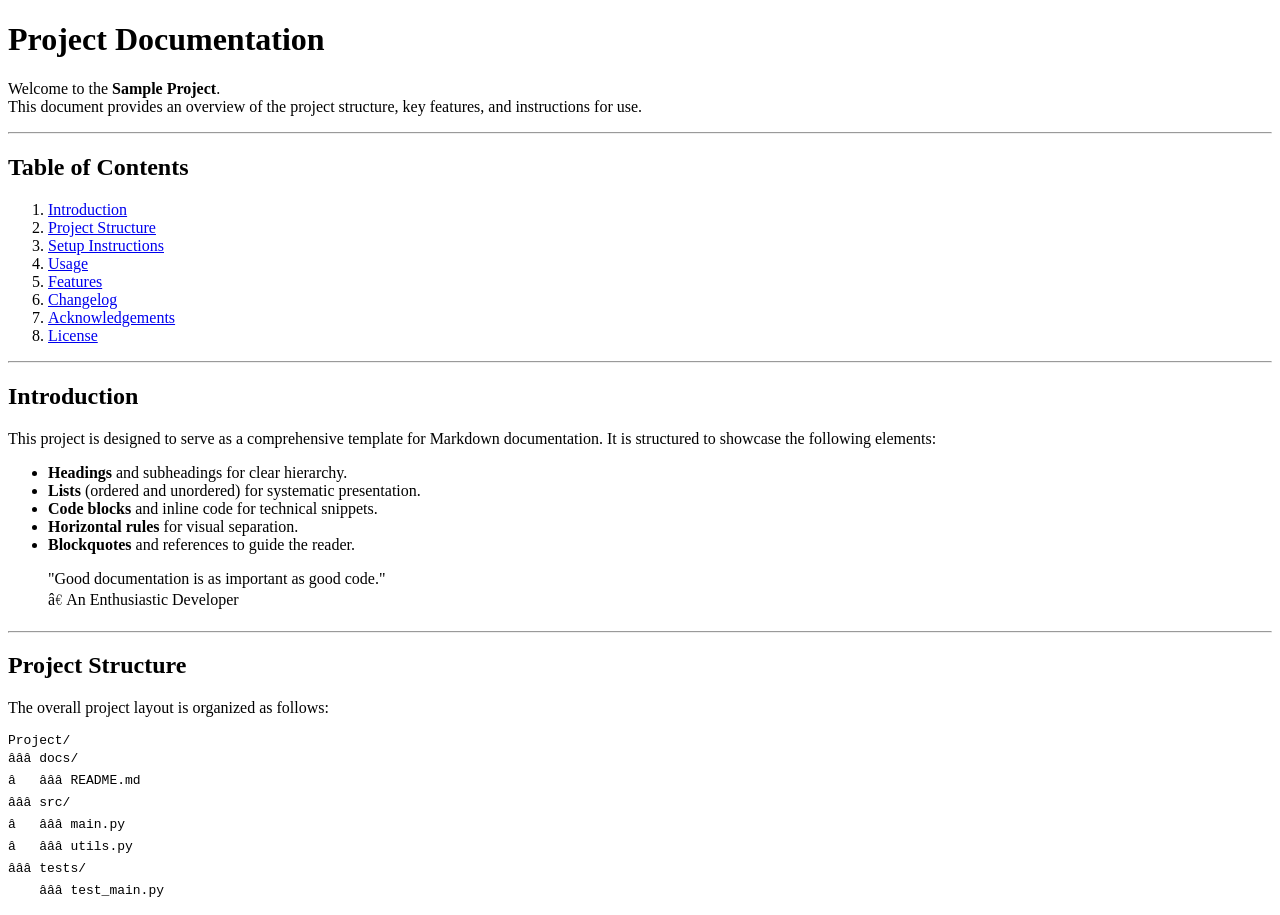 Project Documentation
Welcome to the Sample Project.
This document provides an overview of the project structure, key features, and instructions for use.
Table of Contents
1. Introduction
2. Project Structure
3. Setup Instructions
4. Usage
5. Features
6. Changelog
7. Acknowledgements
8. License
Introduction
This project is designed to serve as a comprehensive template for Markdown documentation. It is structured to showcase the following elements:
• Headings and subheadings for clear hierarchy.
• Lists (ordered and unordered) for systematic presentation.
• Code blocks and inline code for technical snippets.
• Horizontal rules for visual separation.
• Blockquotes and references to guide the reader.
"Good documentation is as important as good code."
â€ An Enthusiastic Developer
Project Structure
The overall project layout is organized as follows:
Project/
âââ docs/
â   âââ README.md
âââ src/
â   âââ main.py
â   âââ utils.py
âââ tests/
    âââ test_main.py